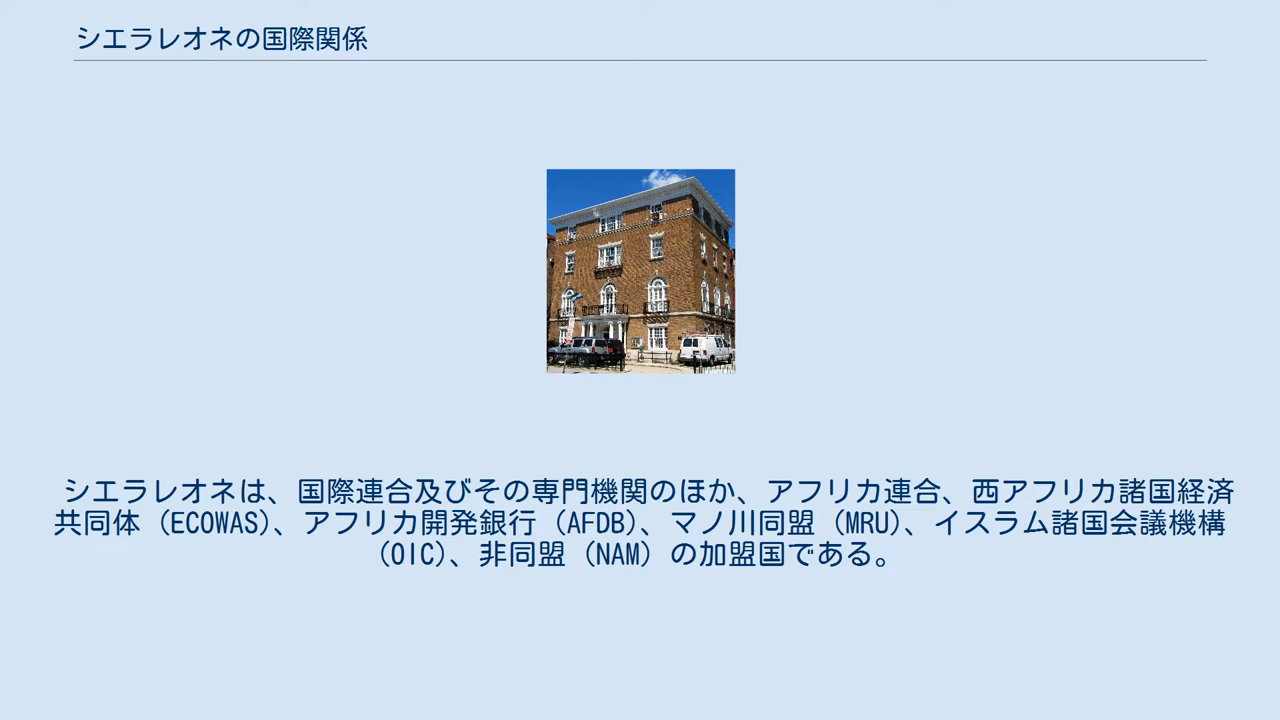 シエラレオネの国際関係
シエラレオネは、国際連合及びその専門機関のほか、アフリカ連合、西アフリカ諸国経済
共同体（ECOWAS）、アフリカ開発銀行（AFDB）、マノ川同盟（MRU）、イスラム諸国会議機構
（OIC）、非同盟（NAM）の加盟国である。